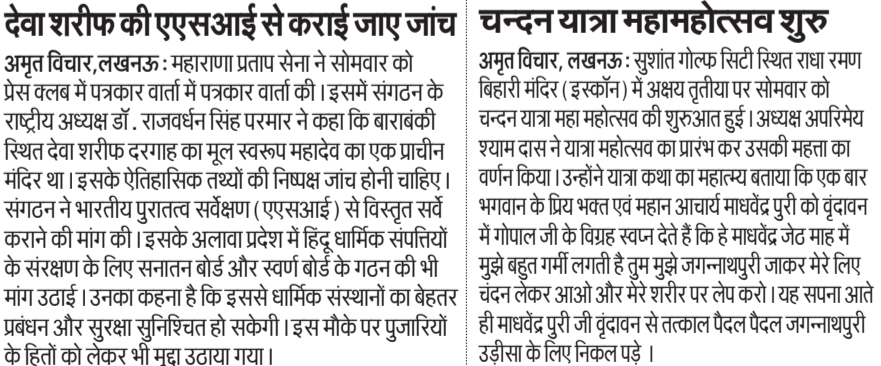 देवा शरीफ की एएसआई से कराई जाए जांच
अमृत विचार,लखनऊ : महाराणा प्रताप सेना ने सोमवार को
प्रेस क्लब में पत्रकार वार्ता में पत्रकार वार्ता की। इसमें संगठन के
राष्ट्रीय अध्यक्ष डॉ. राजवर्धन सिंह परमार ने कहा कि बाराबंकी
स्थित देवा शरीफ दरगाह का मूल स्वरूप महादेव का एक प्राचीन
मंदिर था। इसके ऐतिहासिक तथ्यों की निष्पक्ष जांच होनी चाहिए।
संगठन ने भारतीय पुरातत्व सर्वेक्षण (एएसआई) से विस्तृत सर्वे
कराने की मांग की। इसके अलावा प्रदेश में हिंदू धार्मिक संपत्तियों
के संरक्षण के लिए सनातन बोर्ड और स्वर्ण बोर्ड के गठन की भी
मांग उठाई। उनका कहना है कि इससे धार्मिक संस्थानों का बेहतर
प्रबंधन और सुरक्षा सुनिश्चित हो सकेगी। इस मौके पर पुजारियों
के हितों को लेकर भी मुद्दा उठाया गया।
चन्दन यात्रा महामहोत्सव शुरु
अमृत विचार, लखनऊ : सुशांत गोल्फ सिटी स्थित राधा रमण
बिहारी मंदिर (इस्कॉन) में अक्षय तृतीया पर सोमवार को
चन्दन यात्रा महा महोत्सव की शुरुआत हुई। अध्यक्ष अपरिमेय
श्याम दास ने यात्रा महोत्सव का प्रारंभ कर उसकी महत्ता का
वर्णन किया। उन्होंने यात्रा कथा का महात्म्य बताया कि एक बार
भगवान के प्रिय भक्त एवं महान आचार्य माधवेंद्र पुरी को वृंदावन
में गोपाल जी के विग्रह स्वप्न देते हैं कि हे माधवेंद्र जेठ माह में
मुझे बहुत गर्मी लगती है तुम मुझे जगन्नाथपुरी जाकर मेरे लिए
चंदन लेकर आओ और मेरे शरीर पर लेप करो। यह सपना आते
ही माधवेंद्र पुरी जी वृंदावन से तत्काल पैदल पैदल जगन्नाथपुरी
उड़ीसा के लिए निकल पड़े ।